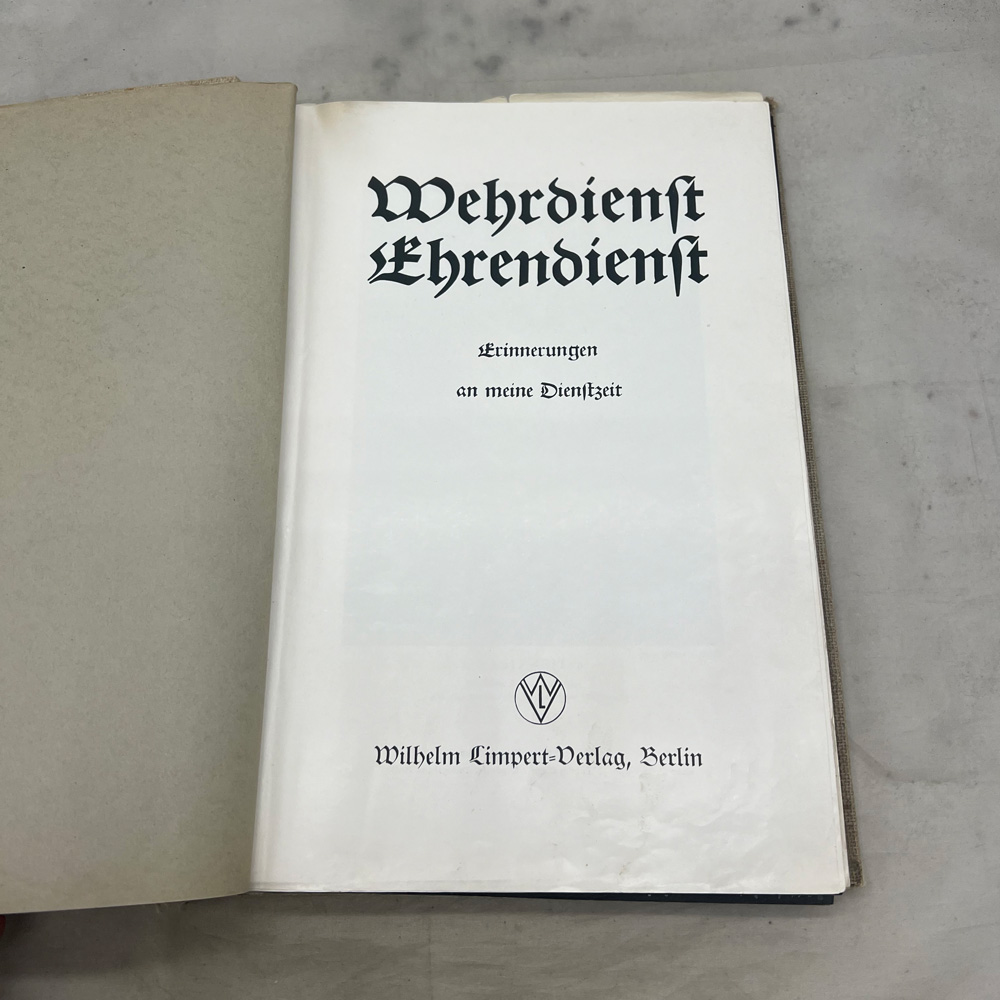 Wehrdienſt
Ehrendienſt
Erinnerungen
an meine Dienſtzeit
WLV
Wilhelm Limpert-Verlag, Berlin